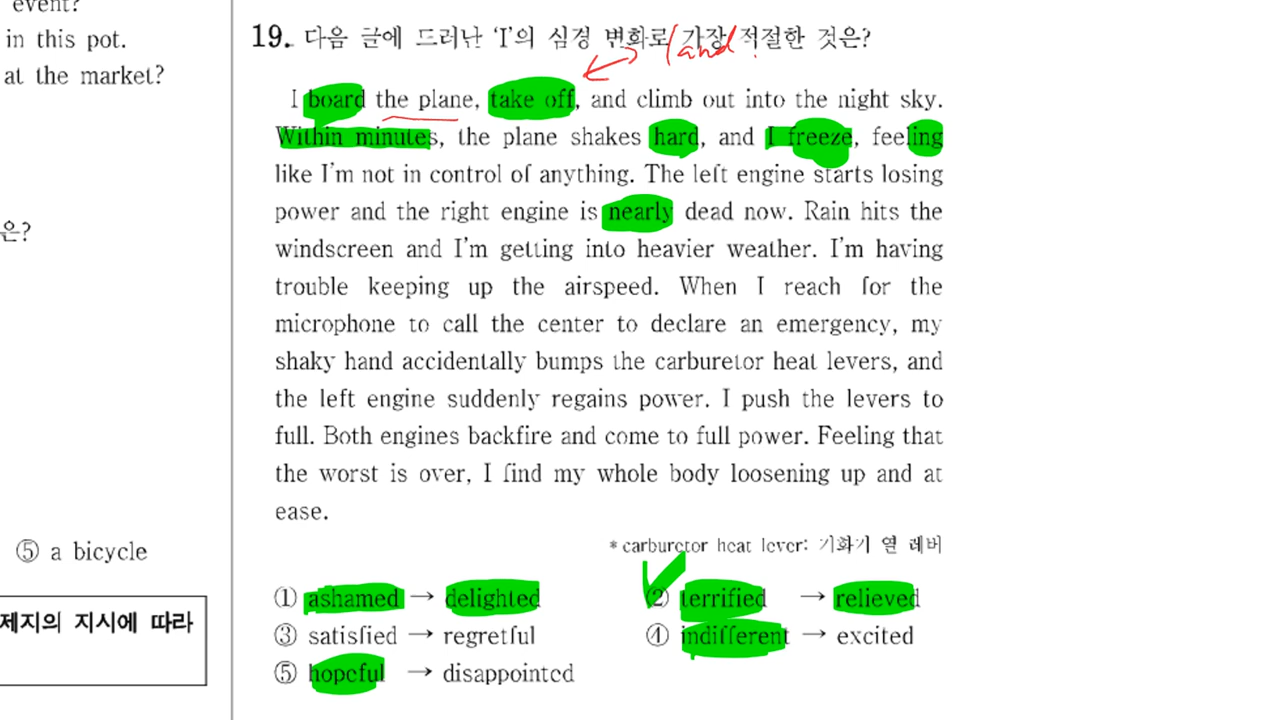 event?
in this pot.
at the market?
은?
⑤ a bicycle
제지의 지시에 따라
19. 다음 글에 드러난 'I'의 심경 변화로 가장 적절한 것은?
land
I board the plane, take off, and climb out into the night sky.
Within minutes, the plane shakes hard, and I freeze, feeling
like I'm not in control of anything. The left engine starts losing
power and the right engine is nearly dead now. Rain hits the
windscreen and I'm getting into heavier weather. I'm having
trouble keeping up the airspeed. When I reach for the
microphone to call the center to declare an emergency, my
shaky hand accidentally bumps the carburetor heat levers, and
the left engine suddenly regains power. I push the levers to
full. Both engines backfire and come to full power. Feeling that
the worst is over, I find my whole body loosening up and at
ease.
* carburetor heat lever: 기화기 열 레버
① ashamed → delighted ② terrified → relieved
③ satisfied → regretful ④ indifferent → excited
⑤ hopeful → disappointed